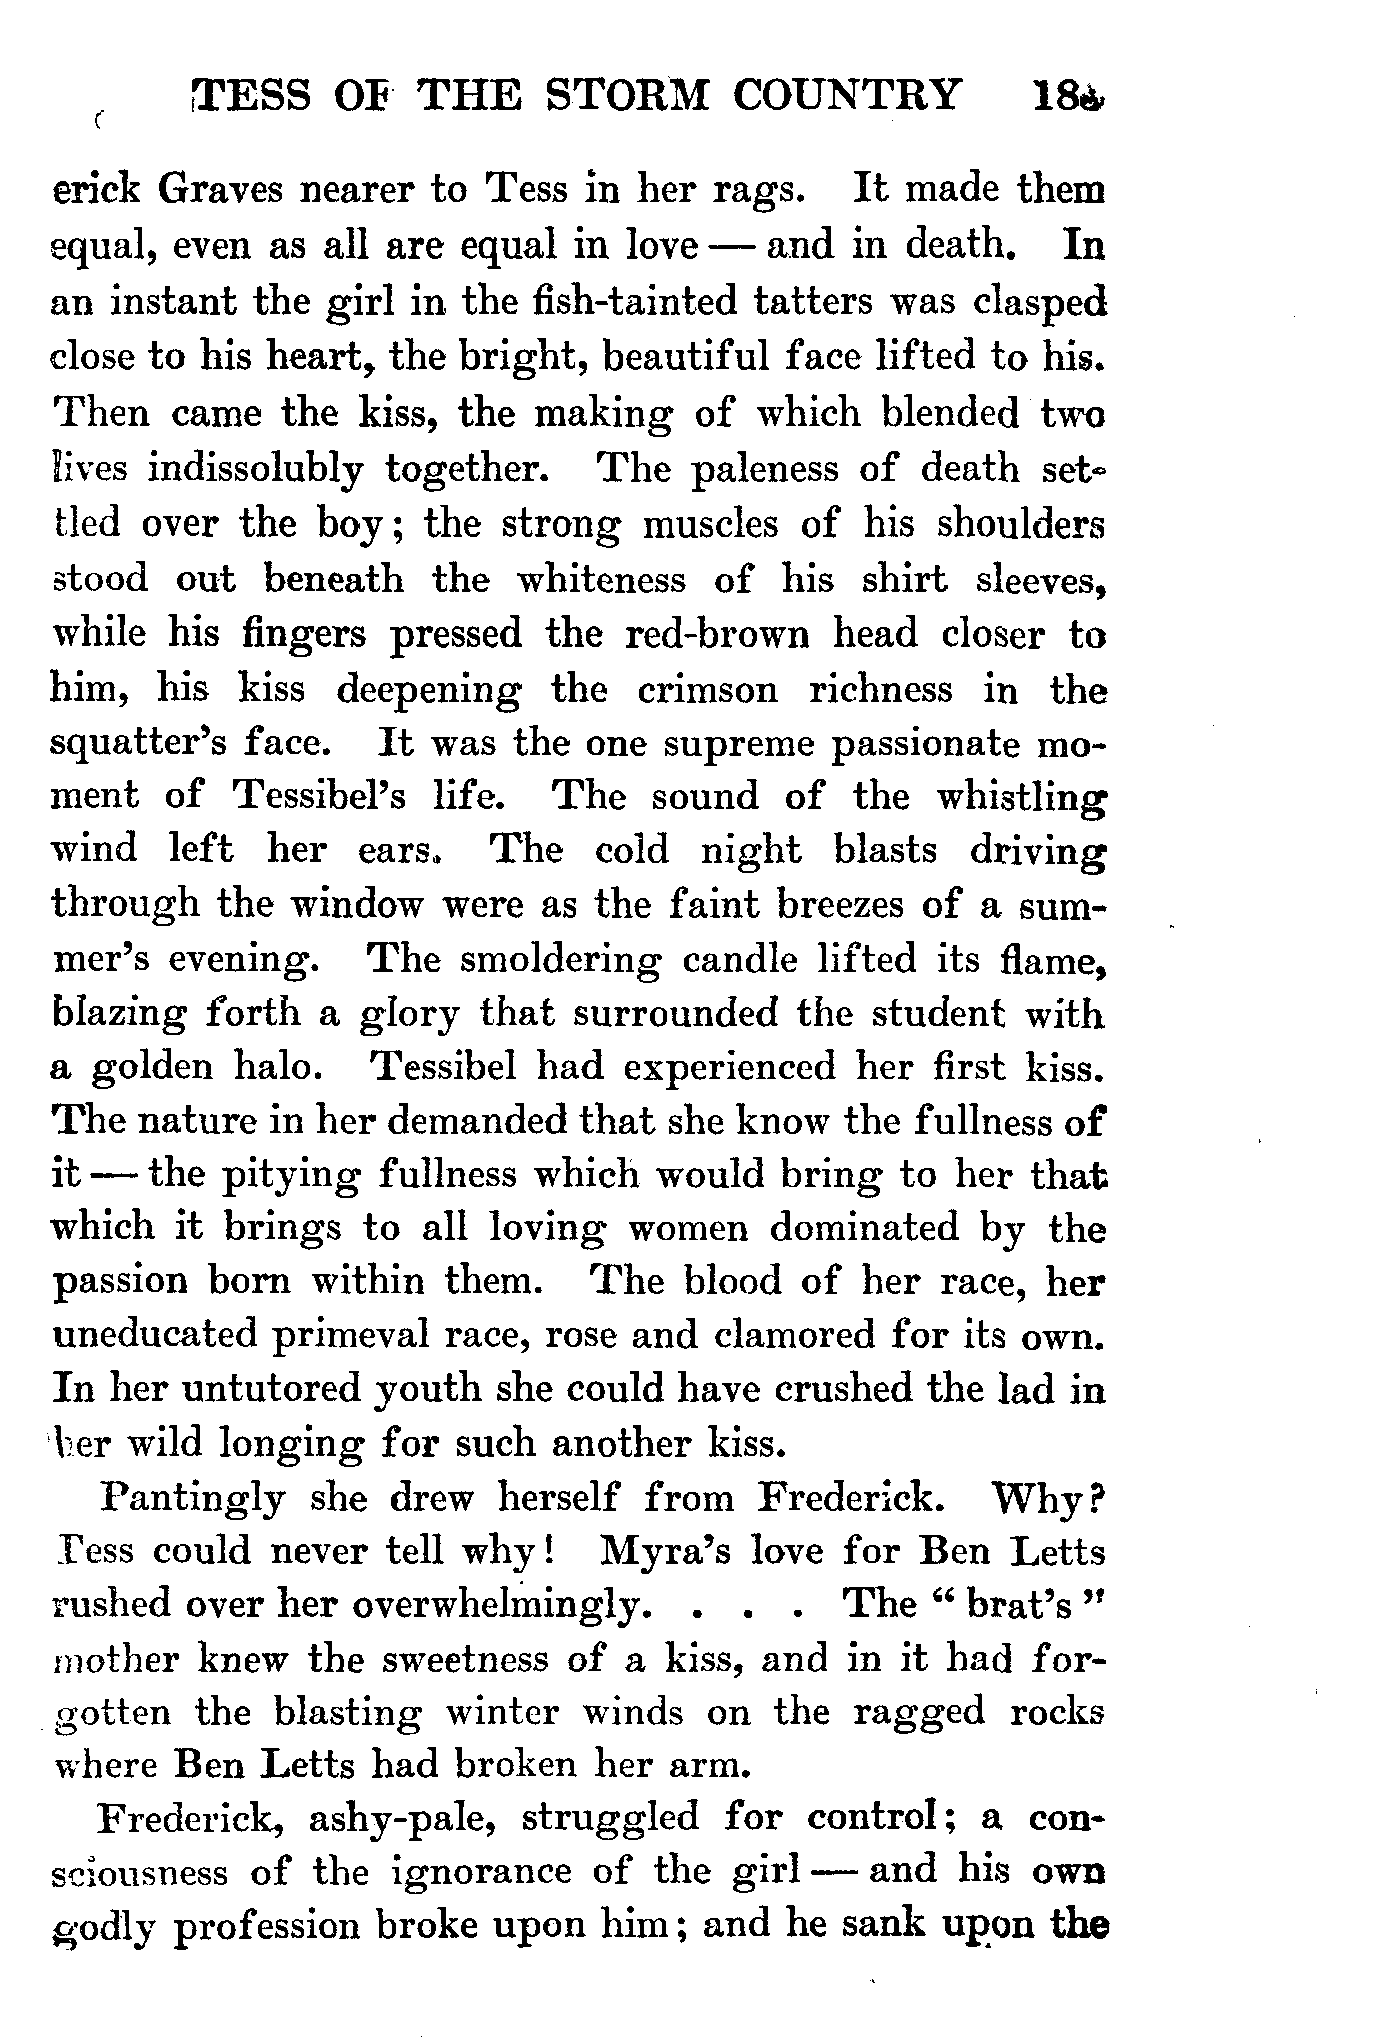 TESS OF THE STORM COUNTRY
erick Graves nearer to Tess in her rags. It made them
equal, even as all are equal in love — and in death. In
an instant the girl in the fish-tainted tatters was clasped
close to his heart, the bright, beautiful face lifted to his.
Then came the kiss, the making of which blended two
lives indissolubly together. The paleness of death set-
tled over the boy; the strong muscles of his shoulders
stood out beneath the whiteness of his shirt sleeves,
while his fingers pressed the red-brown head closer to
him, his kiss deepening the crimson richness in the
squatter's face. It was the one supreme passionate mo-
ment of Tessibel's life. The sound of the whistling
wind left her ears. The cold night blasts driving
through the window were as the faint breezes of a sum-
mer's evening. The smoldering candle lifted its flame,
blazing forth a glory that surrounded the student with
a golden halo. Tessibel had experienced her first kiss.
The nature in her demanded that she know the fullness of
it — the pitying fullness which would bring to her that
which it brings to all loving women dominated by the
passion born within them. The blood of her race, her
uneducated primeval race, rose and clamored for its own.
In her untutored youth she could have crushed the lad in
her wild longing for such another kiss.
Pantingly she drew herself from Frederick. Why?
Tess could never tell why! Myra's love for Ben Letts
rushed over her overwhelmingly. . . . The "brat's"
mother knew the sweetness of a kiss, and in it had for-
gotten the blasting winter winds on the ragged rocks
where Ben Letts had broken her arm.
Frederick, ashy-pale, struggled for control; a con-
sciousness of the ignorance of the girl — and his own
godly profession broke upon him; and he sank upon the